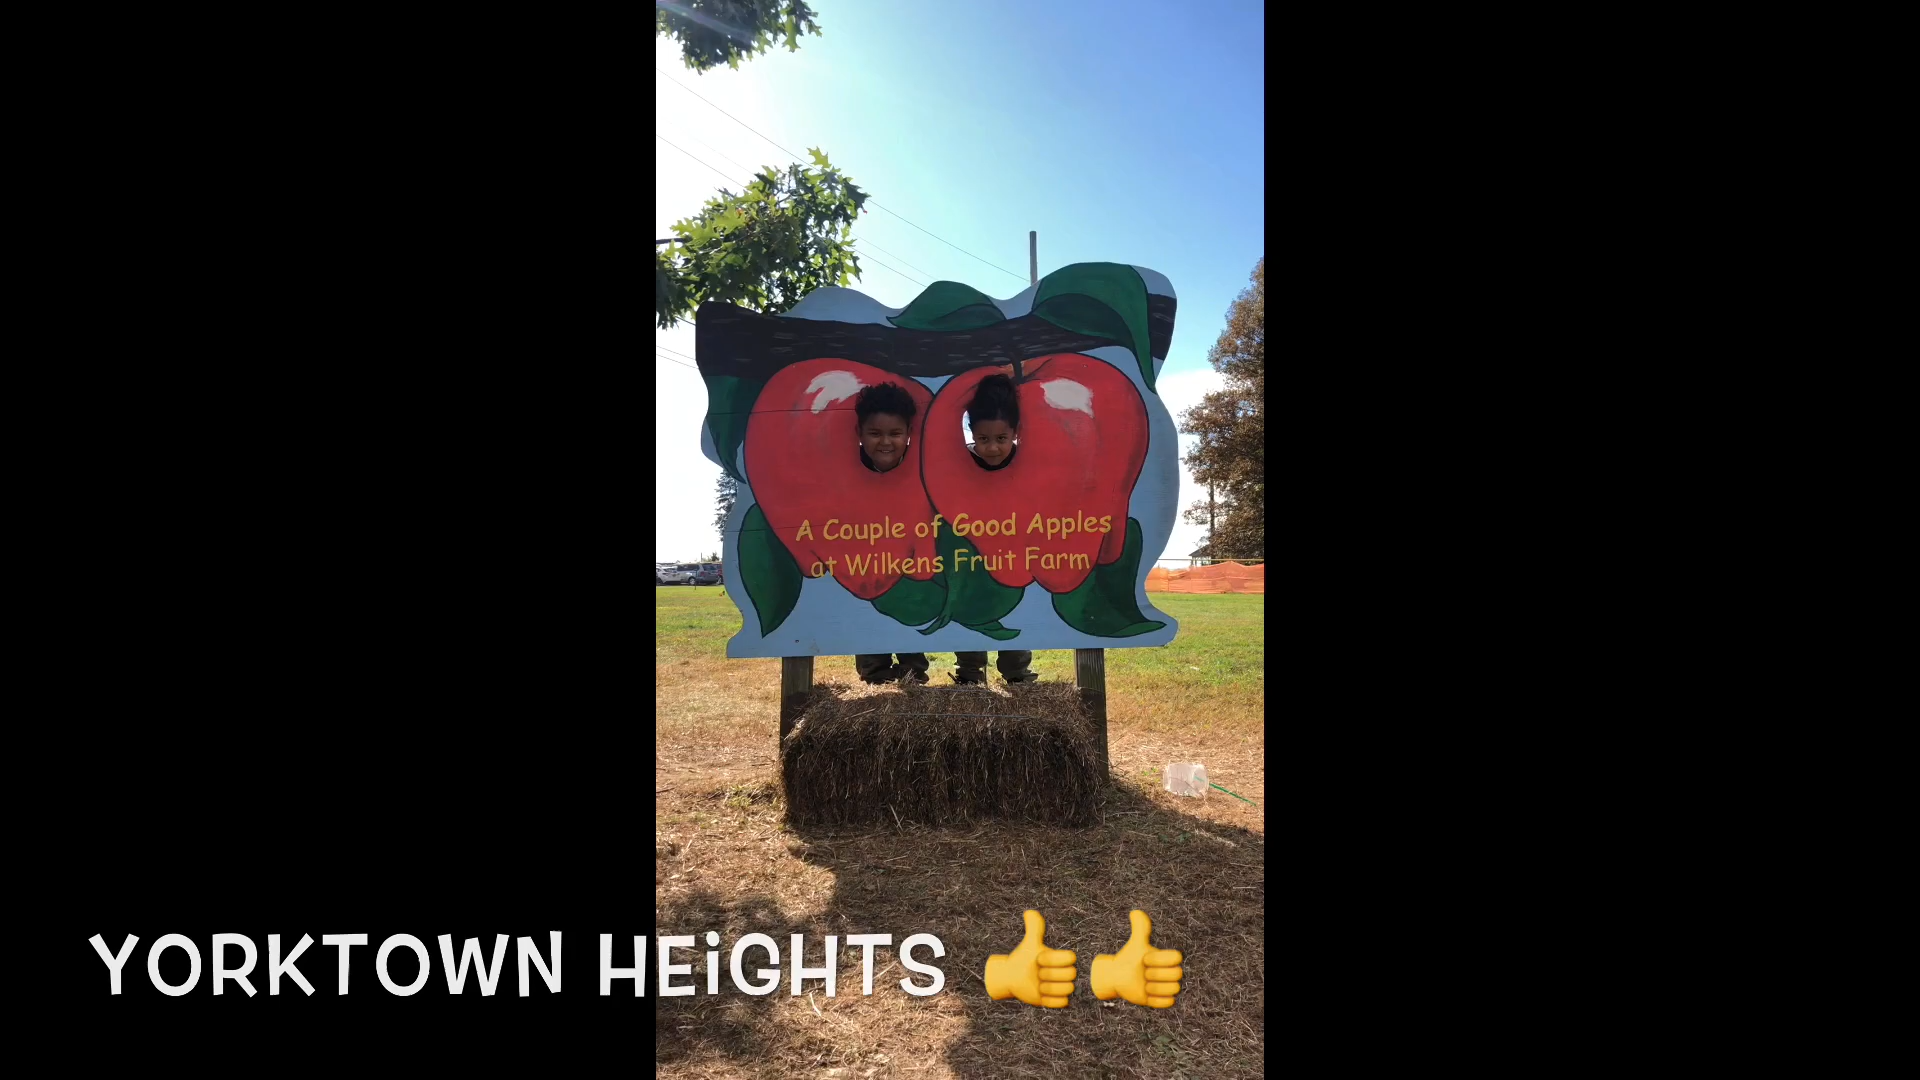 A Couple of Good Apples
at Wilkens Fruit Farm
YORKTOWN HEiGHTS 👍👍